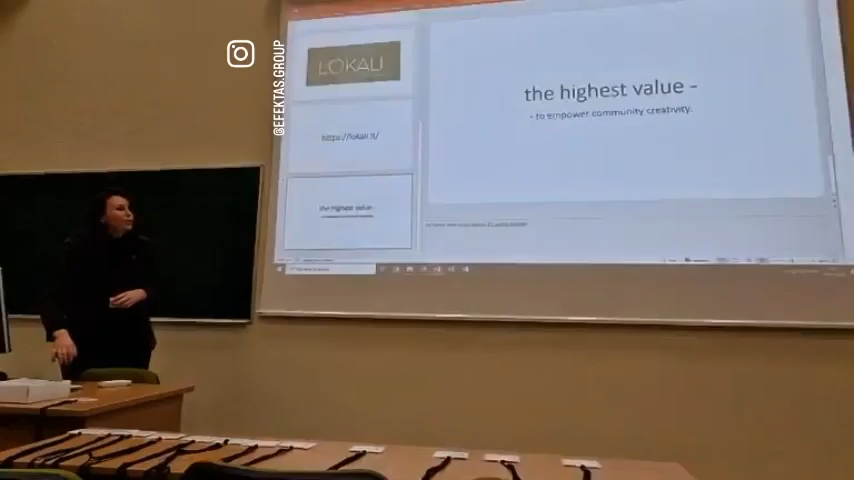 @EFEKTAS.GROUP
LOKALI
https://lokali.lt/
the highest value -
the highest value -
- to empower community creativity.